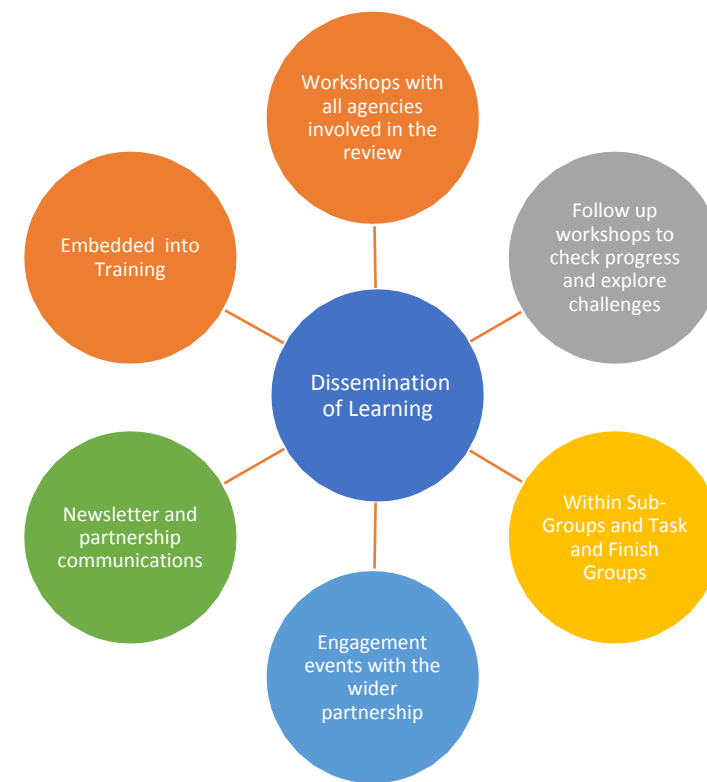 Workshops with
all agencies
involved in the
review
Follow up
workshops to
check progress
and explore
challenges
Embedded into
Training
Dissemination
of Learning
Within Sub-
Groups and Task
and Finish
Groups
Newsletter and
partnership
communications
Engagement
events with the
wider
partnership